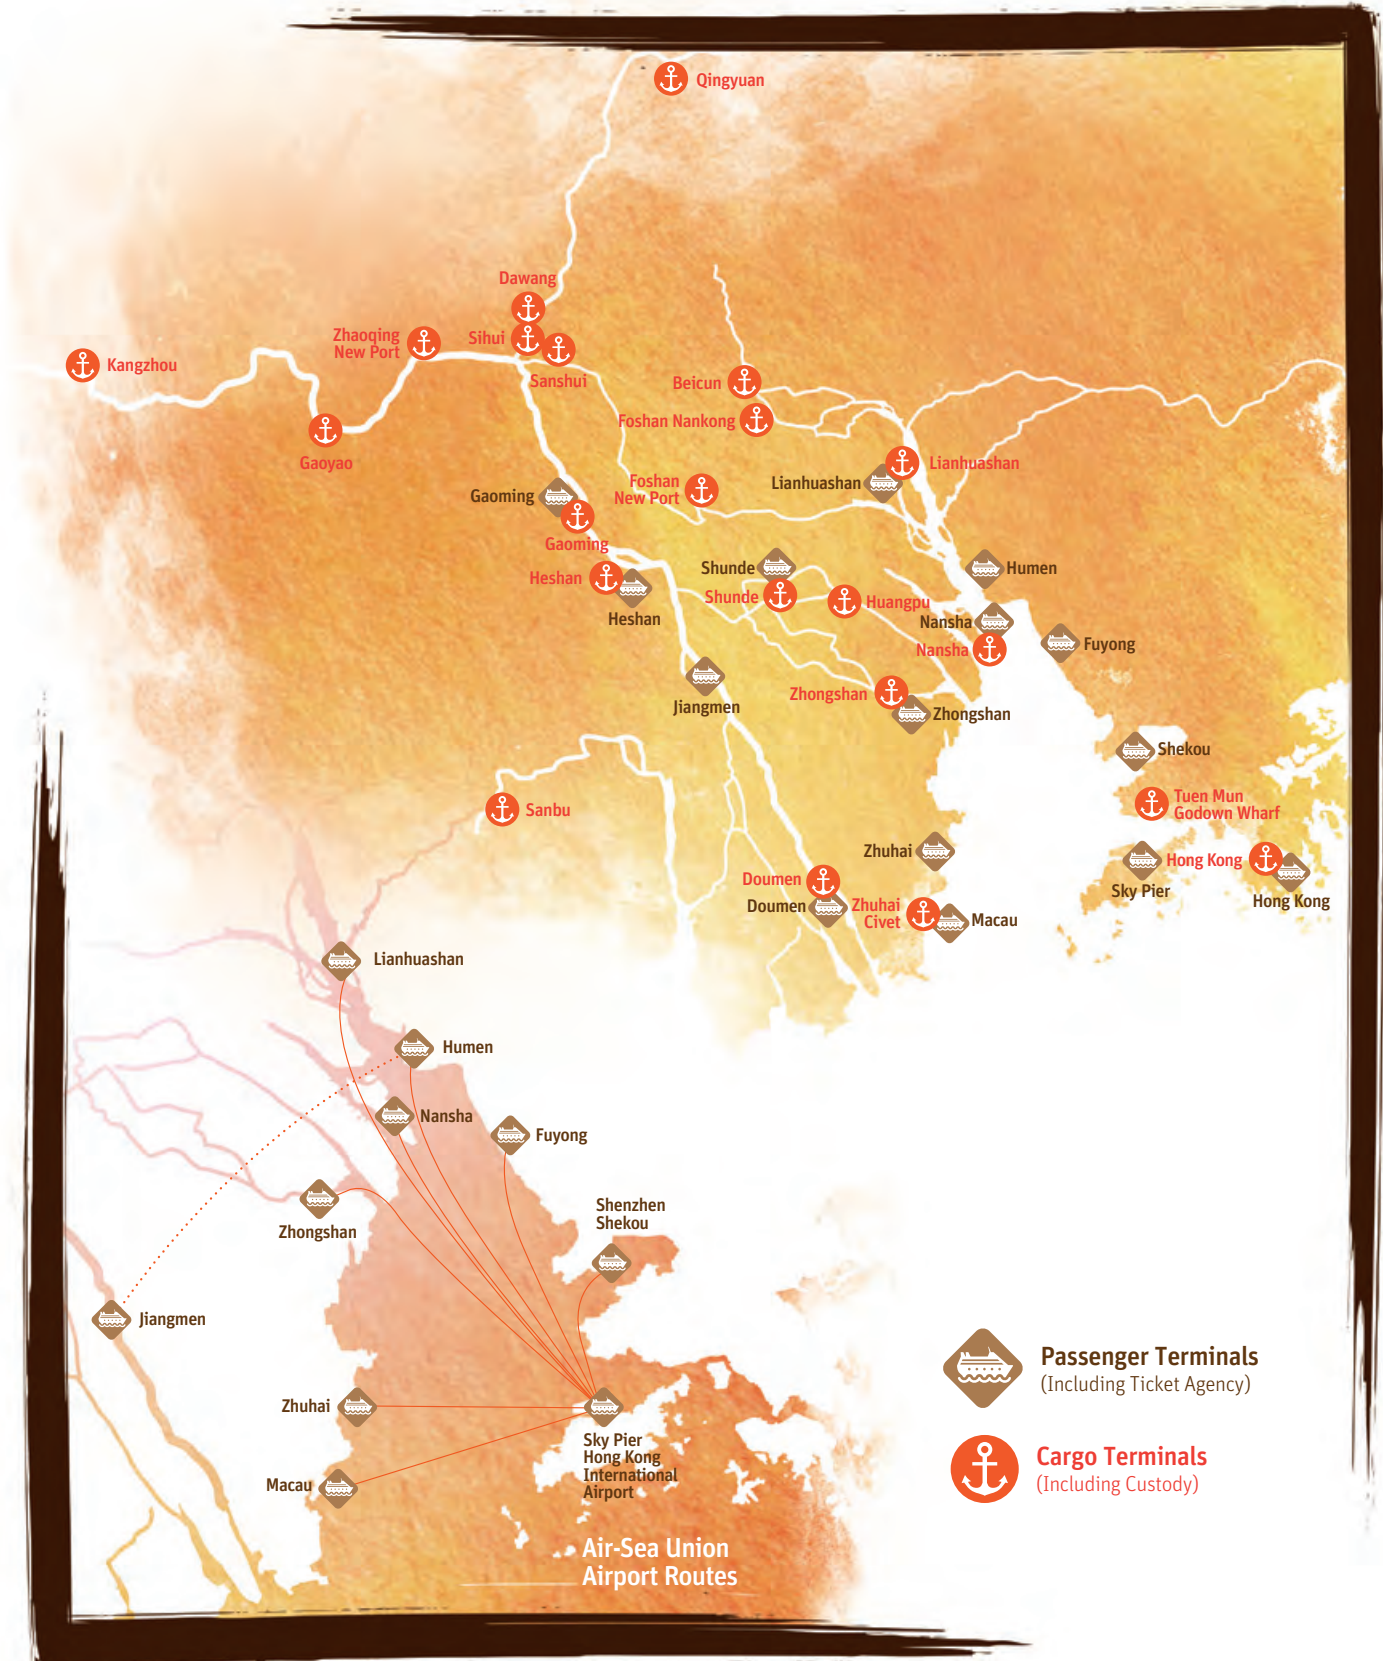 Qingyuan
Dawang
Zhaoqing
New Port
Sihui
Kangzhou
Sanshui
Beicun
Foshan Nankong
Gaoyao
Lianhuashan
Lianhuashan
Foshan
New Port
Gaoming
Gaoming
Shunde
Humen
Heshan
Shunde
Huangpu
Heshan
Nansha
Fuyong
Nansha
Zhongshan
Jiangmen
Zhongshan
Shekou
Tuen Mun
Godown Wharf
Sanbu
Zhuhai
Hong Kong
Doumen
Sky Pier
Hong Kong
Doumen
Zhuhai
Civet
Macau
Lianhuashan
Humen
Nansha
Fuyong
Shenzhen
Shekou
Zhongshan
Jiangmen
Passenger Terminals
(Including Ticket Agency)
Zhuhai
Sky Pier
Hong Kong
International
Airport
Cargo Terminals
(Including Custody)
Macau
Air-Sea Union
Airport Routes